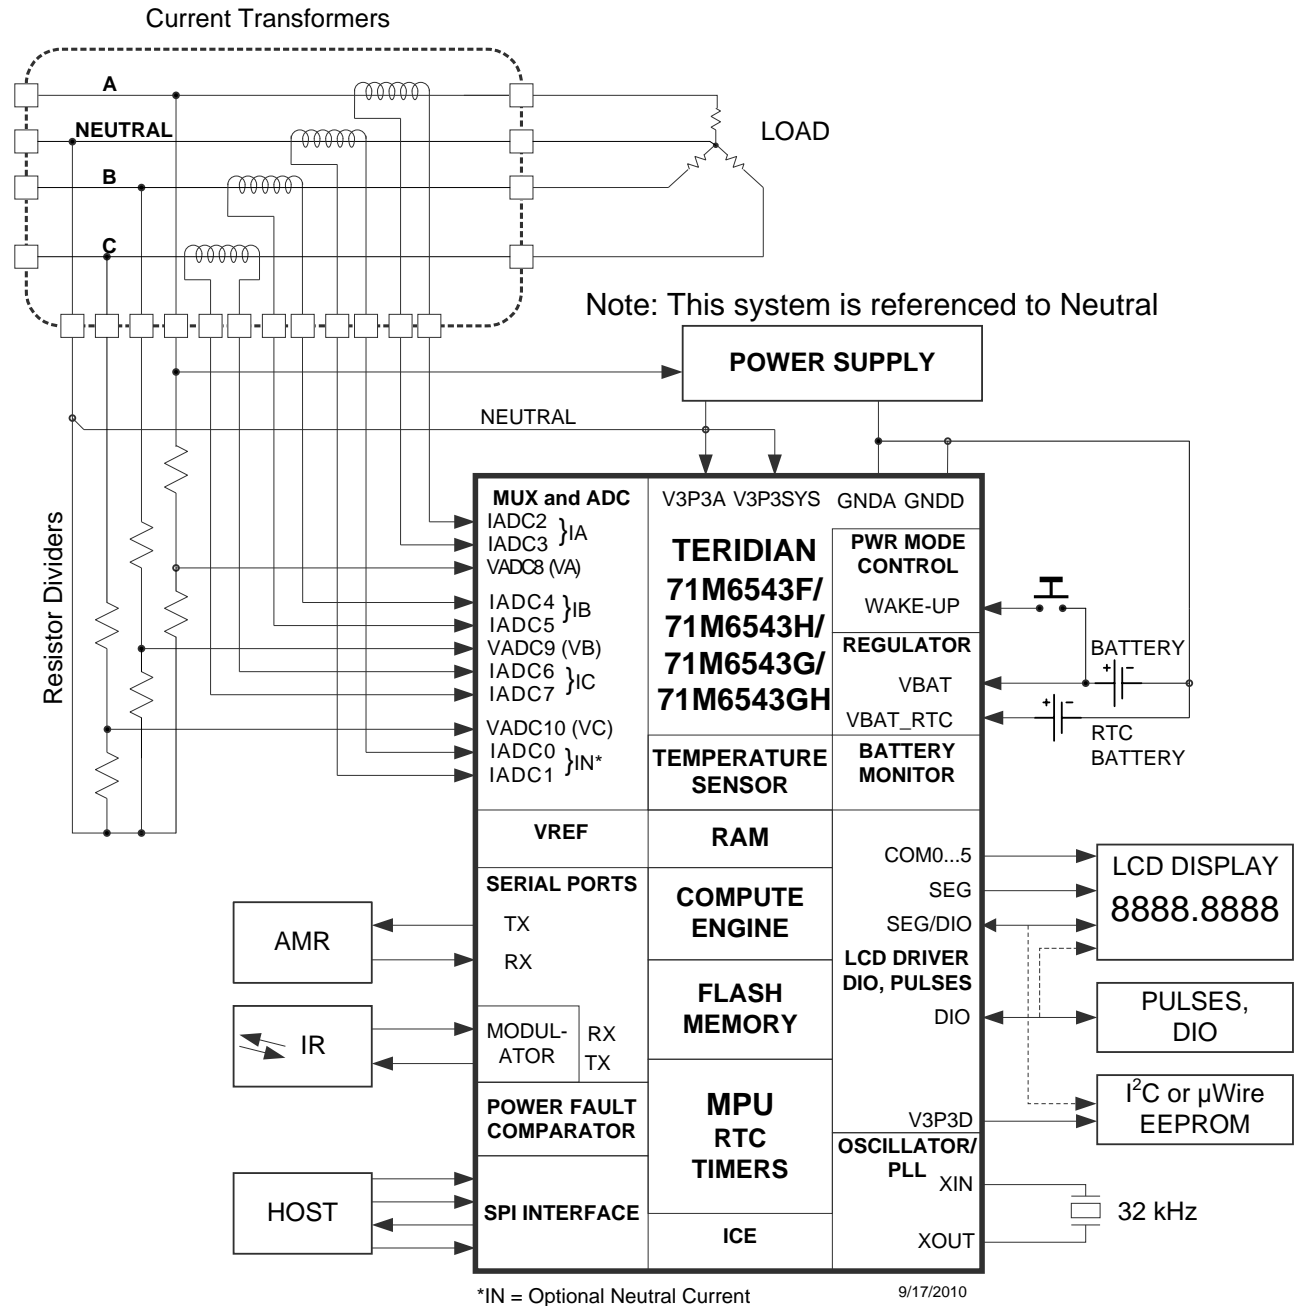 Current Transformers
A
NEUTRAL
B
C
LOAD
Note: This system is referenced to Neutral
POWER SUPPLY
NEUTRAL
Resistor Dividers
MUX and ADC
IADC2
IADC3
}IA
VADC8 (VA)
IADC4
IADC5
}IB
VADC9 (VB)
IADC6
IADC7
}IC
VADC10 (VC)
IADC0
IADC1
}IN*
V3P3A V3P3SYS
GNDA GNDD
TERIDIAN
71M6543F/
71M6543H/
71M6543G/
71M6543GH
PWR MODE
CONTROL
WAKE-UP
REGULATOR
VBAT
VBAT_RTC
+ -
BATTERY
+ -
RTC
BATTERY
TEMPERATURE
SENSOR
BATTERY
MONITOR
VREF
RAM
COM0...5
SEG
SEG/DIO
LCD DRIVER
DIO, PULSES
DIO
V3P3D
LCD DISPLAY
8888.8888
PULSES,
DIO
I²C or µWire
EEPROM
SERIAL PORTS
TX
RX
AMR
COMPUTE
ENGINE
FLASH
MEMORY
IR
MODUL-
ATOR
RX
TX
POWER FAULT
COMPARATOR
MPU
RTC
TIMERS
OSCILLATOR/
PLL
XIN
XOUT
32 kHz
HOST
SPI INTERFACE
ICE
*IN = Optional Neutral Current
9/17/2010